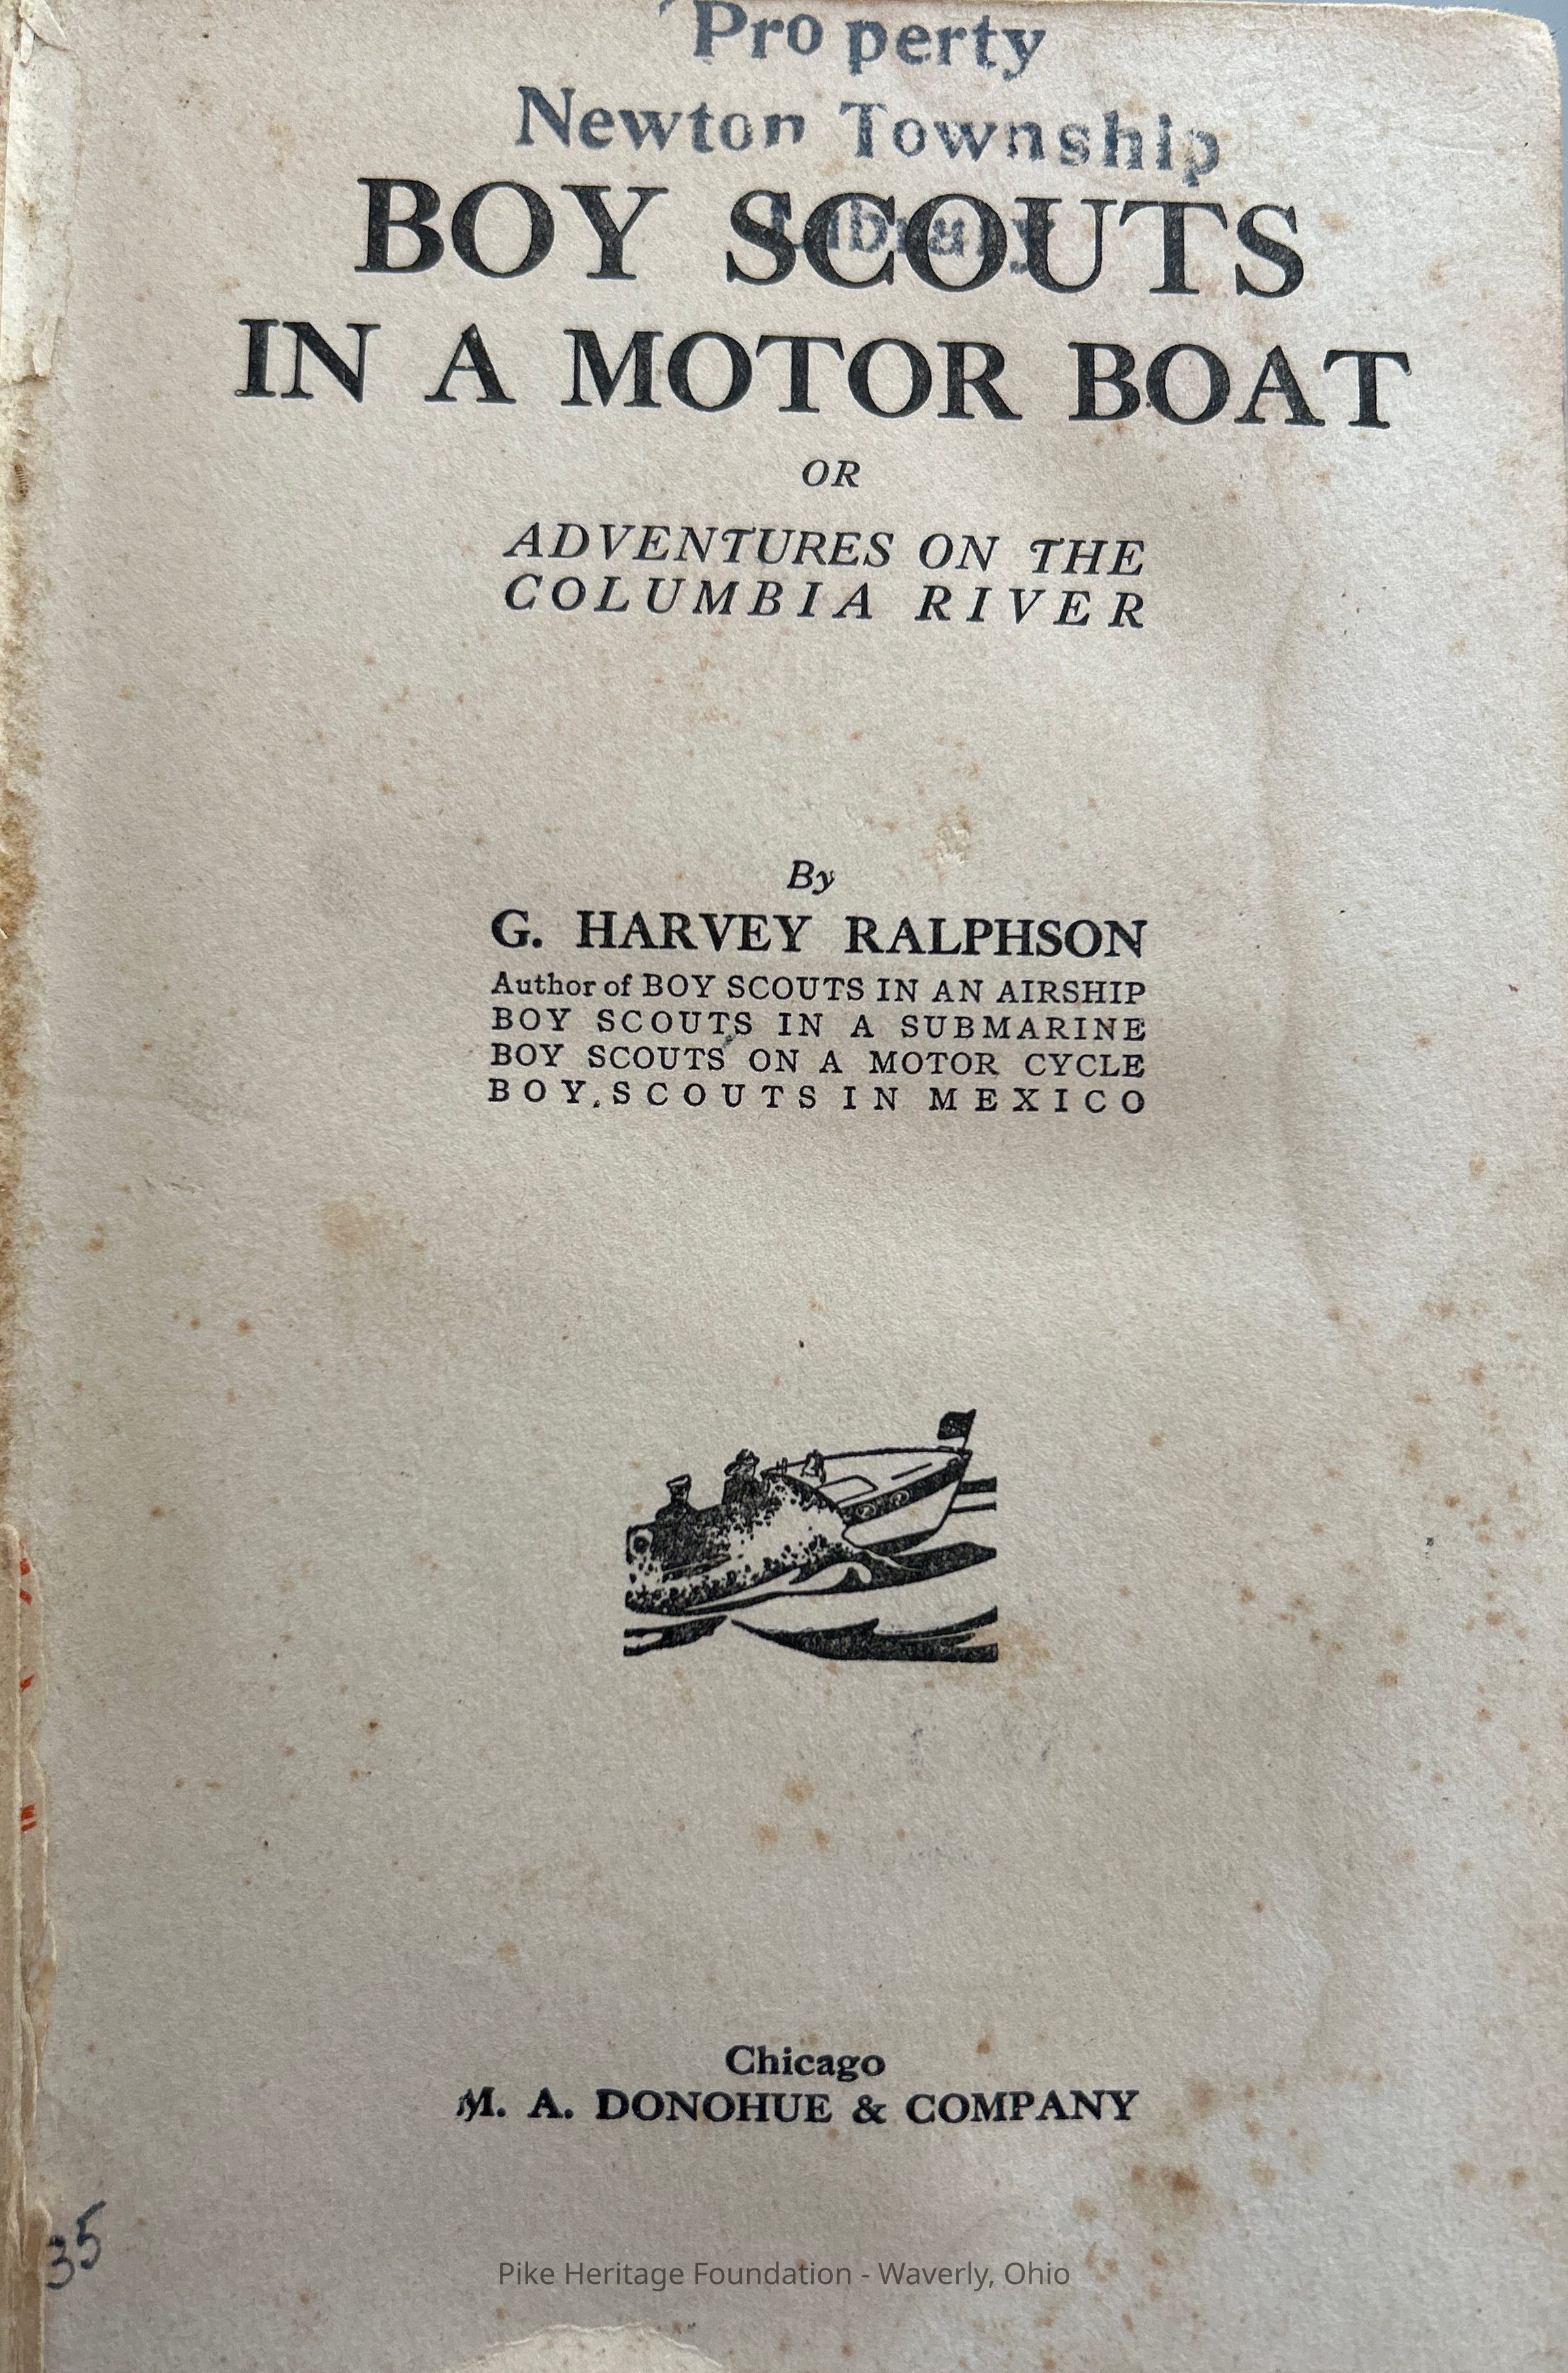 Property
Newton Township
Library
BOY SCOUTS
IN A MOTOR BOAT
OR
ADVENTURES ON THE
COLUMBIA RIVER
By
G. HARVEY RALPHSON
Author of BOY SCOUTS IN AN AIRSHIP
BOY SCOUTS IN A SUBMARINE
BOY SCOUTS ON A MOTOR CYCLE
BOY SCOUTS IN MEXICO
Chicago
M. A. DONOHUE & COMPANY
35
Pike Heritage Foundation - Waverly, Ohio